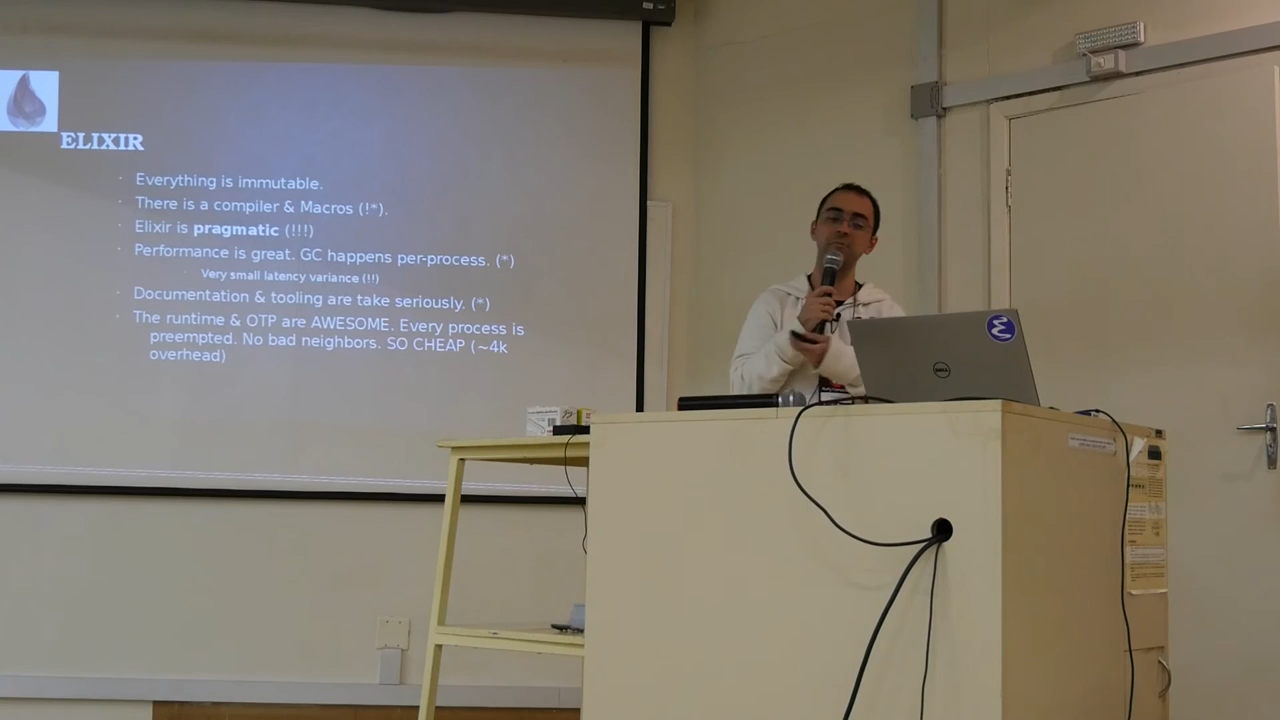 ELIXIR
· Everything is immutable.
· There is a compiler & Macros (!*).
· Elixir is pragmatic (!!!)
· Performance is great. GC happens per-process. (*)
· Very small latency variance (!!)
· Documentation & tooling are take seriously. (*)
· The runtime & OTP are AWESOME. Every process is
preempted. No bad neighbors. SO CHEAP (~4k
overhead)
DELL